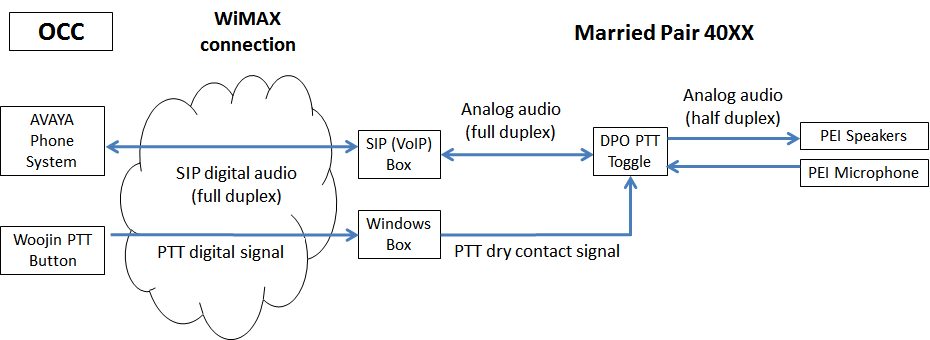 OCC
WiMAX
connection
Married Pair 40XX
AVAYA
Phone
System
SIP digital audio
(full duplex)
SIP (VoIP)
Box
Analog audio
(full duplex)
DPO PTT
Toggle
Analog audio
(half duplex)
PEI Speakers
PEI Microphone
Woojin PTT
Button
PTT digital signal
Windows
Box
PTT dry contact signal